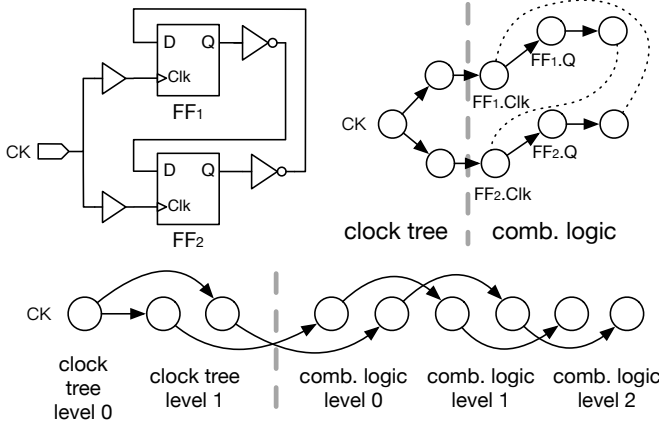 D Q
Clk
FF1
CK
D Q
Clk
FF2
FF1.Q
FF1.Clk
CK
FF2.Q
FF2.Clk
clock tree comb. logic
CK
clock
tree
level 0
clock tree
level 1
comb. logic
level 0
comb. logic
level 1
comb. logic
level 2